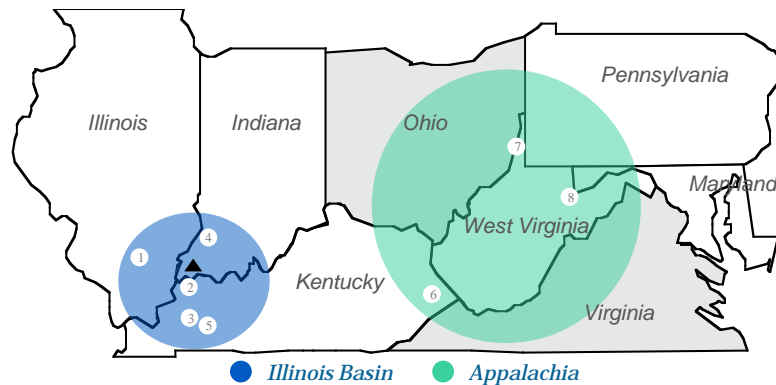 Pennsylvania
Illinois
Indiana
Ohio
7
Maryland
8
West Virginia
4
1
Kentucky
2
6
Virginia
3
5
Illinois Basin
Appalachia